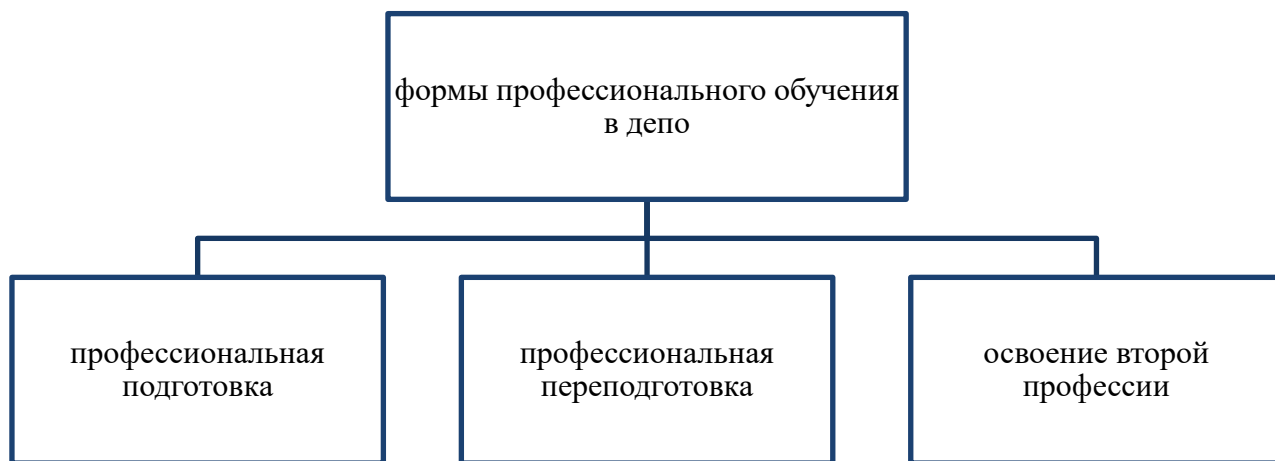 формы профессионального обучения
в депо
профессиональная
подготовка
профессиональная
переподготовка
освоение второй
профессии